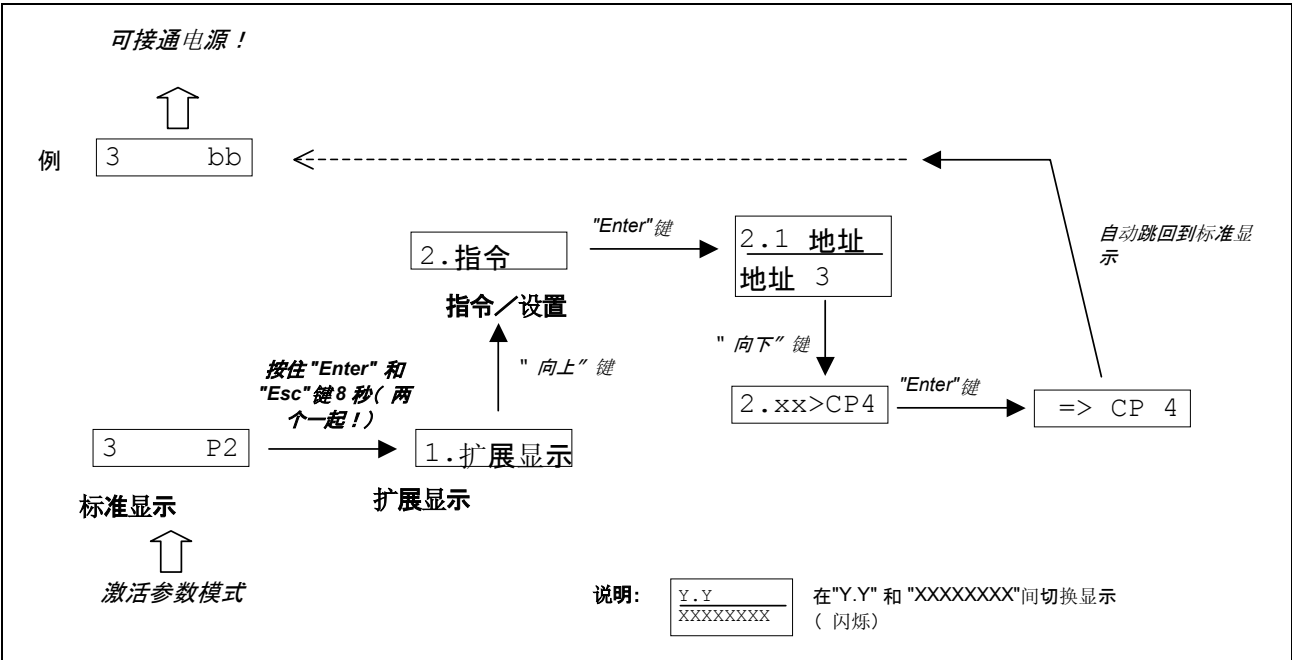 可接通电源！
例
3 bb
2.指令
"Enter"键
2.1 地址
地址 3
自动跳回到标准显
示
指令／设置
" 向下" 键
按住 "Enter" 和
"Esc"键 8 秒( 两
个一起！)
" 向上" 键
2.xx>CP4
"Enter"键
=> CP 4
3 P2
1.扩展显示
标准显示
扩展显示
激活参数模式
说明:
Y.Y
XXXXXXXX
在"Y.Y" 和 "XXXXXXXX"间切换显示
( 闪烁)